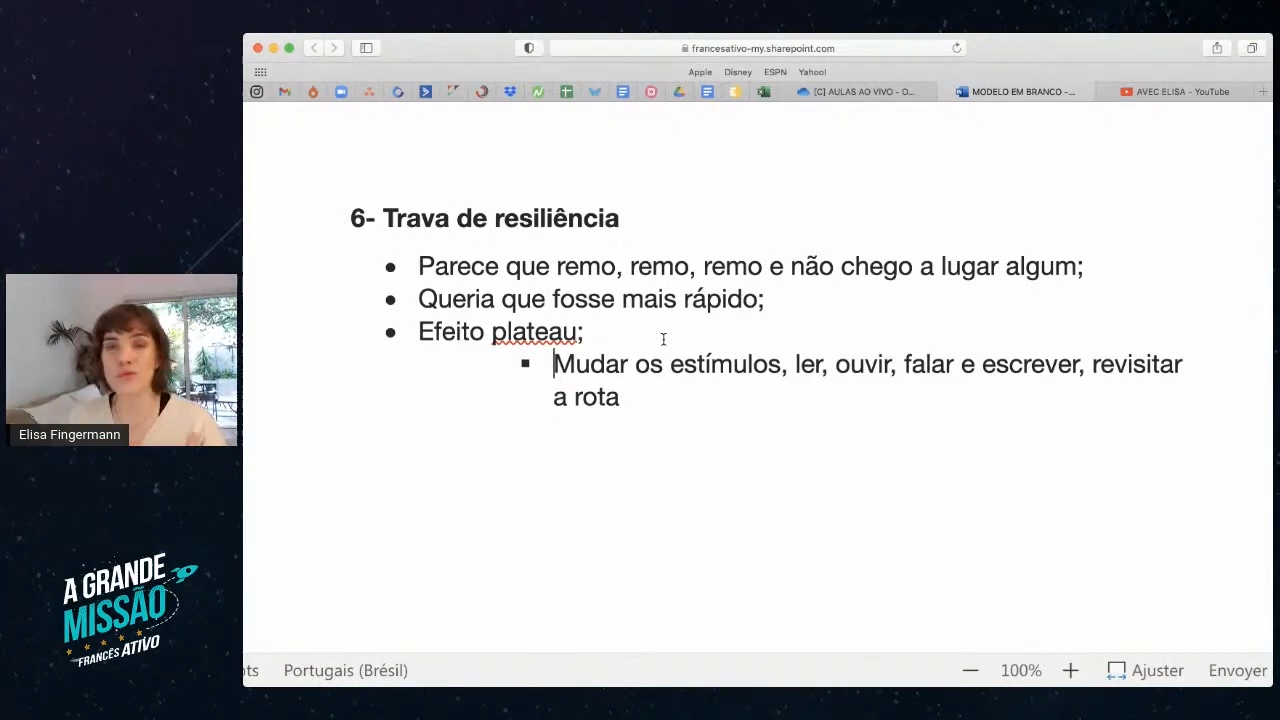 francesativo-my.sharepoint.com
Apple Disney ESPN Yahoo!
[C] AULAS AO VIVO - O... MODELO EM BRANCO -... AVEC ELISA - YouTube
6- Trava de resiliência
● Parece que remo, remo, remo e não chego a lugar algum;
● Queria que fosse mais rápido;
● Efeito plateau;
▪ Mudar os estímulos, ler, ouvir, falar e escrever, revisitar
a rota
Elisa Fingermann
A GRANDE
MISSÃO
FRANCÊS ATIVO
ots Portugais (Brésil) 100% Ajuster Envoyer